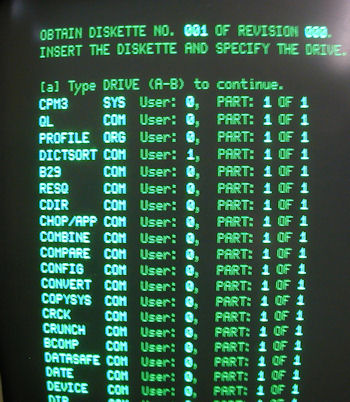 OBTAIN DISKETTE NO. 001 OF REVISION 000.
INSERT THE DISKETTE AND SPECIFY THE DRIVE.
[a] Type DRIVE (A-B) to continue.
CPM3 SYS User: 0, PART: 1 OF 1
QL COM User: 0, PART: 1 OF 1
PROFILE ORG User: 0, PART: 1 OF 1
DICTSORT COM User: 1, PART: 1 OF 1
B29 COM User: 0, PART: 1 OF 1
RESQ COM User: 0, PART: 1 OF 1
CDIR COM User: 0, PART: 1 OF 1
CHOP/APP COM User: 0, PART: 1 OF 1
COMBINE COM User: 0, PART: 1 OF 1
COMPARE COM User: 0, PART: 1 OF 1
CONFIG COM User: 0, PART: 1 OF 1
CONVERT COM User: 0, PART: 1 OF 1
COPYSYS COM User: 0, PART: 1 OF 1
CRCK COM User: 0, PART: 1 OF 1
CRUNCH COM User: 0, PART: 1 OF 1
BCOMP COM User: 0, PART: 1 OF 1
DATASAFE COM User: 0, PART: 1 OF 1
DATE COM User: 0, PART: 1 OF 1
DEVICE COM User: 0, PART: 1 OF 1
DIR